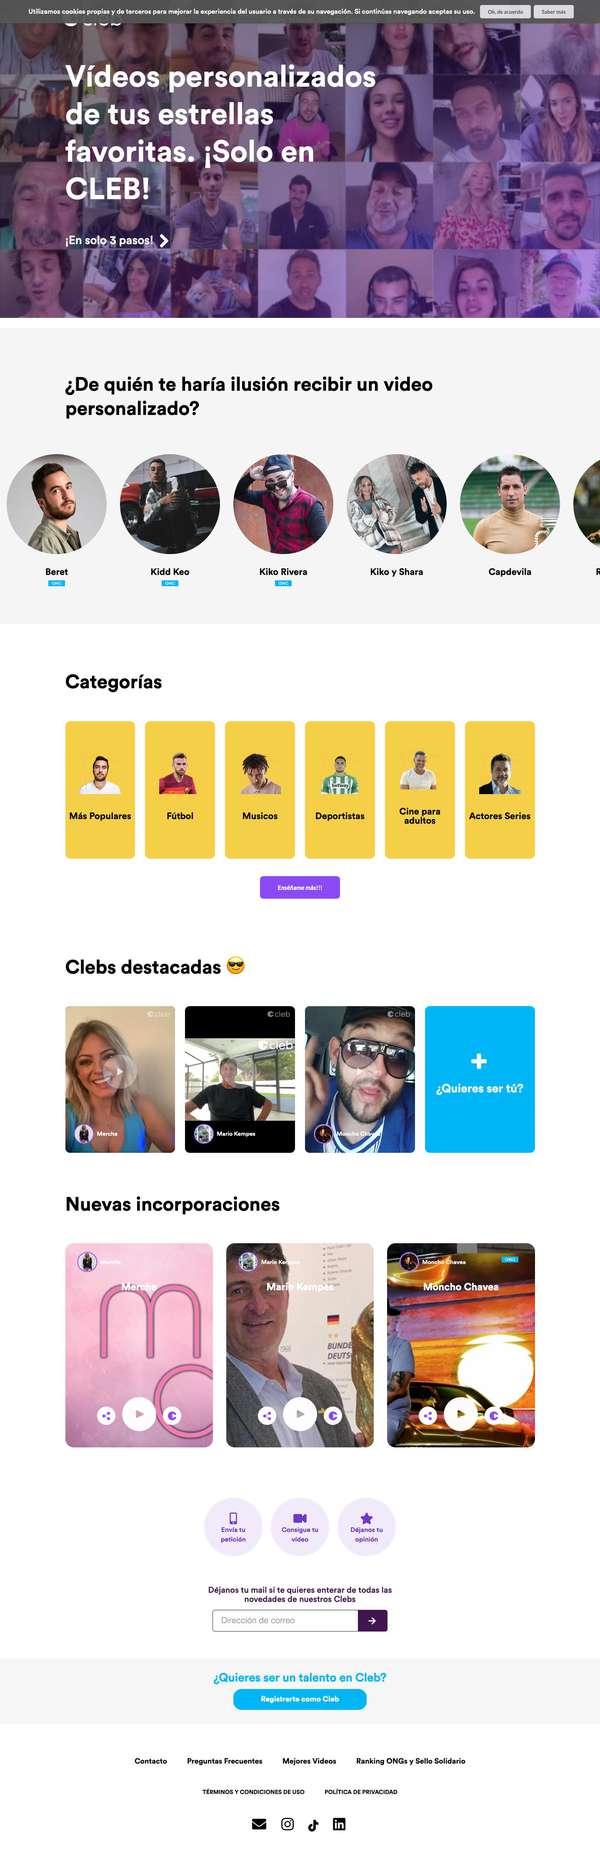 Utilizamos cookies propias y de terceros para mejorar la experiencia del usuario a través de su navegación. Si continúas navegando aceptas su uso.
Ok, de acuerdo
Saber más
Vídeos personalizados
de tus estrellas
favoritas. ¡Solo en
CLEB!
¡En solo 3 pasos!
¿De quién te haría ilusión recibir un video
personalizado?
Beret
ONG
Kidd Keo
ONG
Kiko Rivera
ONG
Kiko y Shara
Capdevila
Categorías
Más Populares
Fútbol
Musicos
Deportistas
Cine para
adultos
Actores Series
Enséñame más!!!
Clebs destacadas 😎
cleb
Merche
cleb
cleb
Mario Kempes
cleb
Moncho Chavea
¿Quieres ser tú?
Nuevas incorporaciones
Merche
Merche
Mario Kempes
Mario Kempes
BUNDE
DEUTS
Moncho Chavea
ONG
Moncho Chavea
Envía tu
petición
Consigue tu
vídeo
Déjanos tu
opinión
Déjanos tu mail si te quieres enterar de todas las
novedades de nuestros Clebs
Dirección de correo
¿Quieres ser un talento en Cleb?
Registrarte como Cleb
Contacto
Preguntas Frecuentes
Mejores Videos
Ranking ONGs y Sello Solidario
TÉRMINOS Y CONDICIONES DE USO
POLÍTICA DE PRIVACIDAD